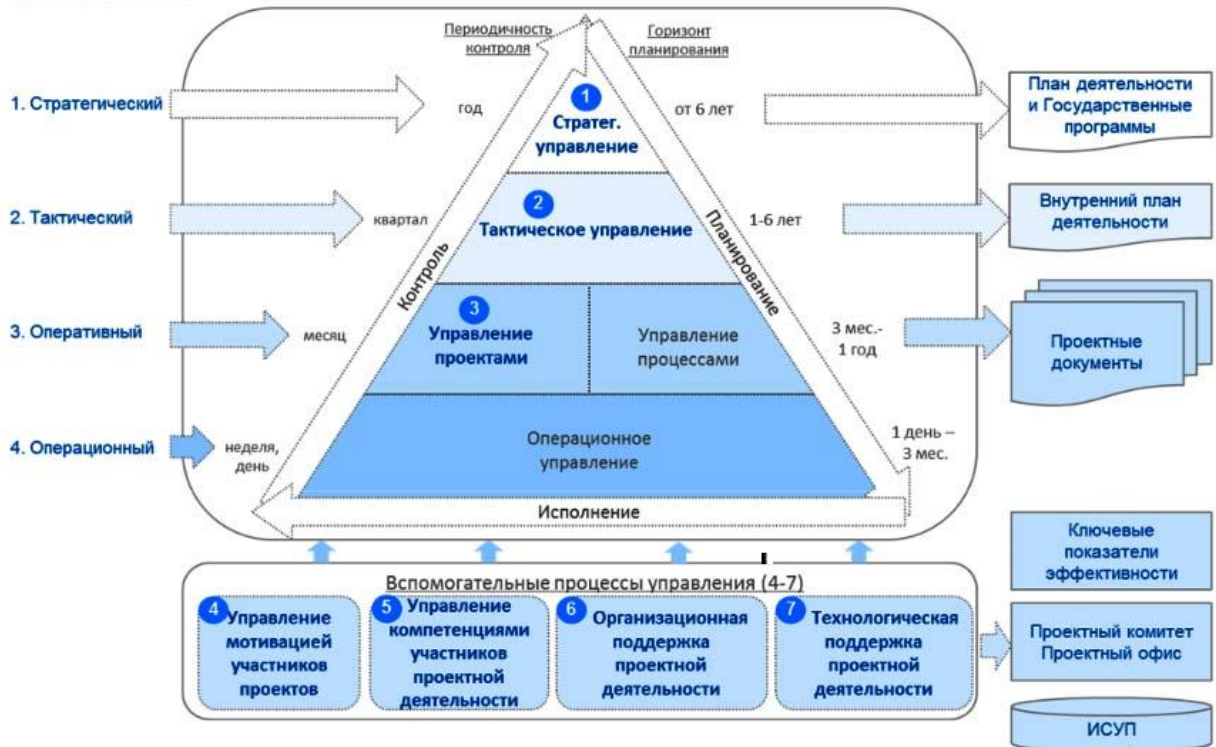 Периодичность
контроля
Горизонт
планирования
1. Стратегический
год
1
Стратег.
управление
от 6 лет
План деятельности
и Государственные
программы
2. Тактический
квартал
2
Тактическое управление
1-6 лет
Внутренний план
деятельности
Контроль
Планирование
3. Оперативный
месяц
3
Управление
проектами
Управление
процессами
3 мес.-
1 год
Проектные
документы
4. Операционный
неделя,
день
Операционное
управление
1 день –
3 мес.
Исполнение
Вспомогательные процессы управления (4-7)
4
Управление
мотивацией
участников
проектов
5
Управление
компетенциями
участников
проектной
деятельности
6
Организационная
поддержка
проектной
деятельности
7
Технологическая
поддержка
проектной
деятельности
Ключевые
показатели
эффективности
Проектный комитет
Проектный офис
ИСУП